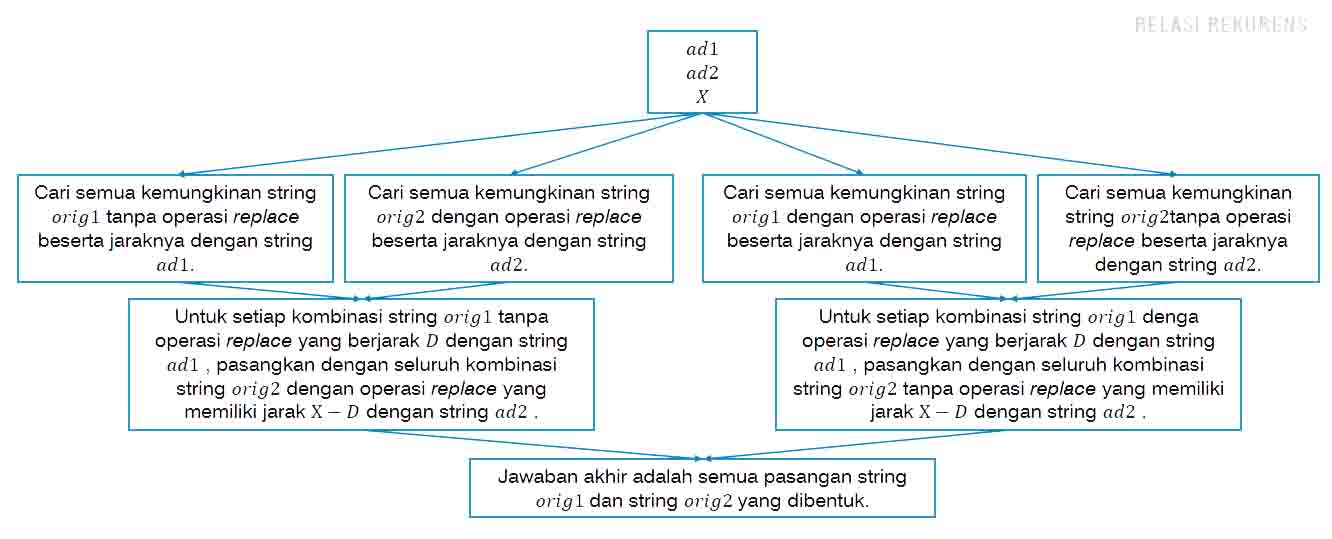 RELASI REKURENS
ad1
ad2
X
Cari semua kemungkinan string
orig1 tanpa operasi replace
beserta jaraknya dengan string
ad1.
Cari semua kemungkinan string
orig2 dengan operasi replace
beserta jaraknya dengan string
ad2.
Cari semua kemungkinan string
orig1 dengan operasi replace
beserta jaraknya dengan string
ad1.
Cari semua kemungkinan
string orig2tanpa operasi
replace beserta jaraknya
dengan string ad2.
Untuk setiap kombinasi string orig1 tanpa
operasi replace yang berjarak D dengan string
ad1 , pasangkan dengan seluruh kombinasi
string orig2 dengan operasi replace yang
memiliki jarak X − D dengan string ad2 .
Untuk setiap kombinasi string orig1 denga
operasi replace yang berjarak D dengan string
ad1 , pasangkan dengan seluruh kombinasi
string orig2 tanpa operasi replace yang memiliki
jarak X − D dengan string ad2 .
Jawaban akhir adalah semua pasangan string
orig1 dan string orig2 yang dibentuk.